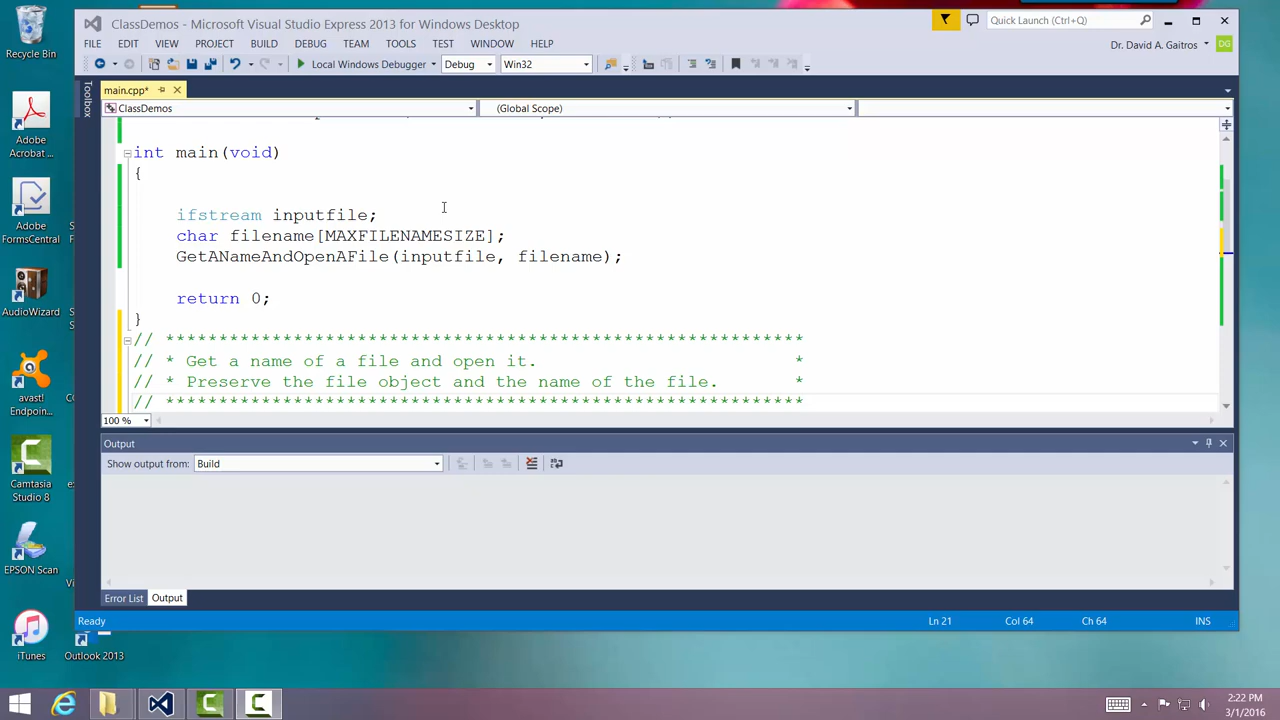 Recycle Bin
Adobe
Acrobat ...
Adobe
FormsCentral
AudioWizard
avast!
Endpoin...
Camtasia
Studio 8
EPSON Scan
iTunes
Outlook 2013
ClassDemos - Microsoft Visual Studio Express 2013 for Windows Desktop
Quick Launch (Ctrl+Q)
FILE EDIT VIEW PROJECT BUILD DEBUG TEAM TOOLS TEST WINDOW HELP
Dr. David A. Gaitros DG
Local Windows Debugger Debug Win32
Toolbox
main.cpp*
ClassDemos (Global Scope)
int main(void)
{
ifstream inputfile;
char filename[MAXFILENAMESIZE];
GetANameAndOpenAFile(inputfile, filename);
return 0;
}
// ************************************************************
// * Get a name of a file and open it. *
// * Preserve the file object and the name of the file. *
// ************************************************************
100 %
Output
Show output from: Build
Error List Output
Ready Ln 21 Col 64 Ch 64 INS
2:22 PM
3/1/2016